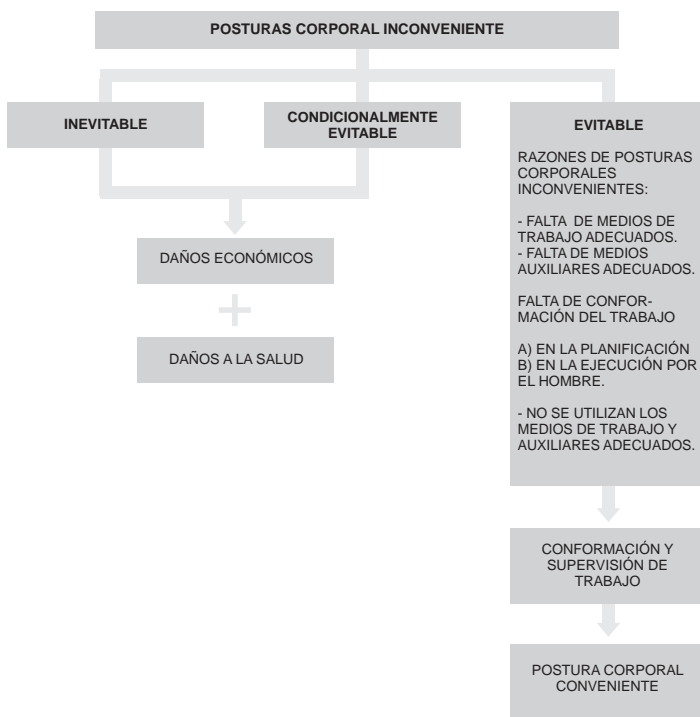 POSTURAS CORPORAL INCONVENIENTE
INEVITABLE
CONDICIONALMENTE
EVITABLE
DAÑOS ECONÓMICOS
+
DAÑOS A LA SALUD
EVITABLE
RAZONES DE POSTURAS
CORPORALES
INCONVENIENTES:
- FALTA DE MEDIOS DE
TRABAJO ADECUADOS.
- FALTA DE MEDIOS
AUXILIARES ADECUADOS.
FALTA DE CONFOR-
MACIÓN DEL TRABAJO
A) EN LA PLANIFICACIÓN
B) EN LA EJECUCIÓN POR
EL HOMBRE.
- NO SE UTILIZAN LOS
MEDIOS DE TRABAJO Y
AUXILIARES ADECUADOS.
CONFORMACIÓN Y
SUPERVISIÓN DE
TRABAJO
POSTURA CORPORAL
CONVENIENTE